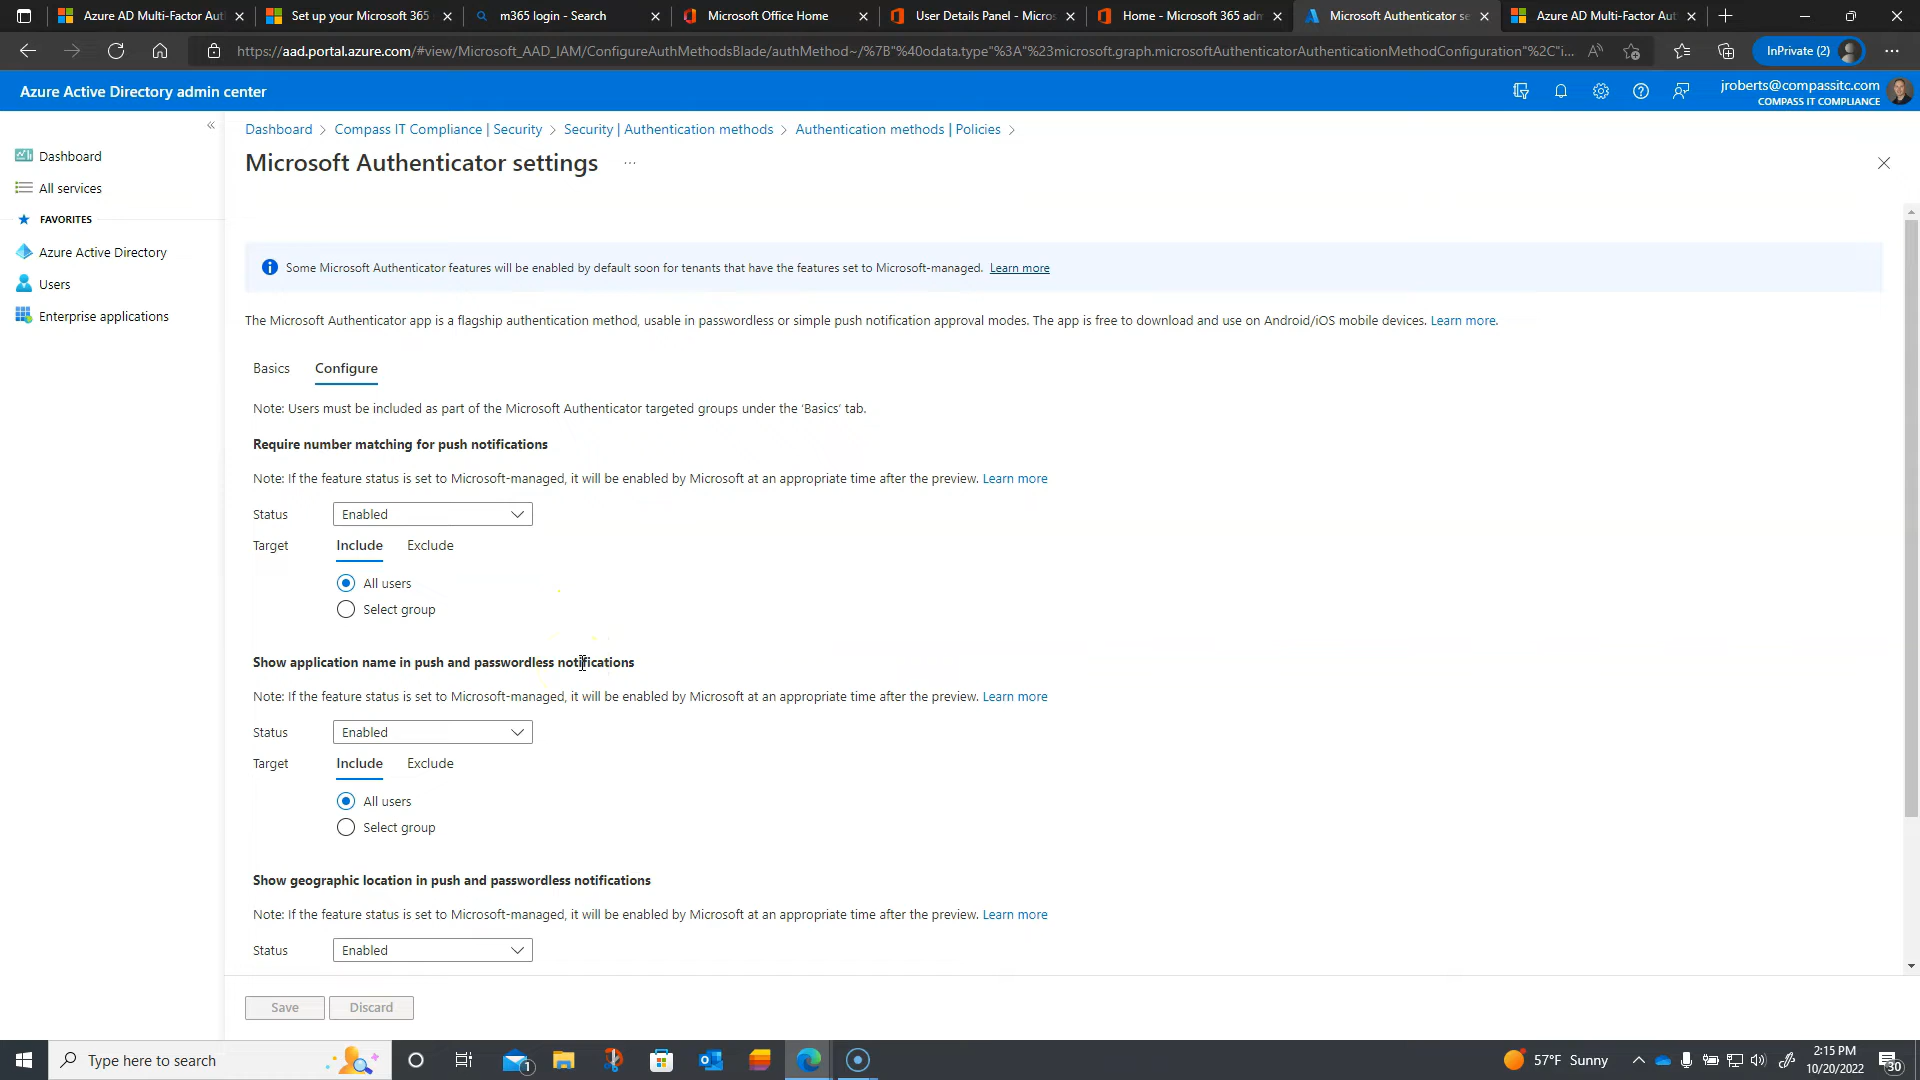 Azure AD Multi-Factor Aut
Set up your Microsoft 365
m365 login - Search
Microsoft Office Home
User Details Panel - Micros
Home - Microsoft 365 adm
Microsoft Authenticator se
Azure AD Multi-Factor Aut
https://aad.portal.azure.com/#view/Microsoft_AAD_IAM/ConfigureAuthMethodsBlade/authMethod~/%7B"%40odata.type"%3A"%23microsoft.graph.microsoftAuthenticatorAuthenticationMethodConfiguration"%2C"i...
InPrivate (2)
Azure Active Directory admin center
jroberts@compassitc.com
COMPASS IT COMPLIANCE
Dashboard
All services
FAVORITES
Azure Active Directory
Users
Enterprise applications
Dashboard > Compass IT Compliance | Security > Security | Authentication methods > Authentication methods | Policies >
Microsoft Authenticator settings ...
Some Microsoft Authenticator features will be enabled by default soon for tenants that have the features set to Microsoft-managed. Learn more
The Microsoft Authenticator app is a flagship authentication method, usable in passwordless or simple push notification approval modes. The app is free to download and use on Android/iOS mobile devices. Learn more.
Basics Configure
Note: Users must be included as part of the Microsoft Authenticator targeted groups under the 'Basics' tab.
Require number matching for push notifications
Note: If the feature status is set to Microsoft-managed, it will be enabled by Microsoft at an appropriate time after the preview. Learn more
Status Enabled
Target Include Exclude
All users
Select group
Show application name in push and passwordless notifications
Note: If the feature status is set to Microsoft-managed, it will be enabled by Microsoft at an appropriate time after the preview. Learn more
Status Enabled
Target Include Exclude
All users
Select group
Show geographic location in push and passwordless notifications
Note: If the feature status is set to Microsoft-managed, it will be enabled by Microsoft at an appropriate time after the preview. Learn more
Status Enabled
Save Discard
Type here to search
1
57°F Sunny
2:15 PM
10/20/2022
30